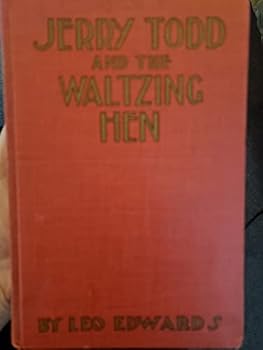 JERRY TODD
AND THE
WALTZING
HEN
BY LEO EDWARDS